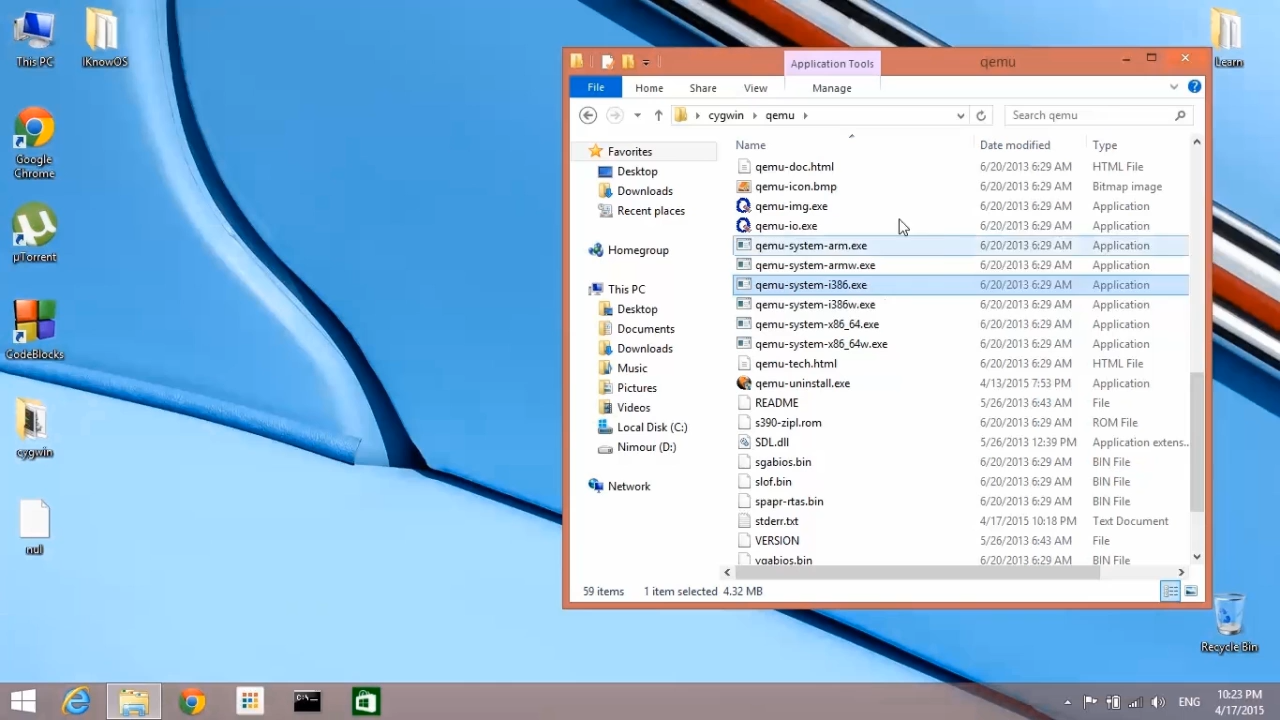 This PC
IKnowOS
Google Chrome
µTorrent
CodeBlocks
cygwin
null
Learn
Recycle Bin
Application Tools
qemu
File Home Share View Manage
cygwin qemu
Search qemu
Favorites
Desktop
Downloads
Recent places
Homegroup
This PC
Desktop
Documents
Downloads
Music
Pictures
Videos
Local Disk (C:)
Nimour (D:)
Network
Name Date modified Type
qemu-doc.html 6/20/2013 6:29 AM HTML File
qemu-icon.bmp 6/20/2013 6:29 AM Bitmap image
qemu-img.exe 6/20/2013 6:29 AM Application
qemu-io.exe 6/20/2013 6:29 AM Application
qemu-system-arm.exe 6/20/2013 6:29 AM Application
qemu-system-armw.exe 6/20/2013 6:29 AM Application
qemu-system-i386.exe 6/20/2013 6:29 AM Application
qemu-system-i386w.exe 6/20/2013 6:29 AM Application
qemu-system-x86_64.exe 6/20/2013 6:29 AM Application
qemu-system-x86_64w.exe 6/20/2013 6:29 AM Application
qemu-tech.html 6/20/2013 6:29 AM HTML File
qemu-uninstall.exe 4/13/2015 7:53 PM Application
README 5/26/2013 6:43 AM File
s390-zipl.rom 6/20/2013 6:29 AM ROM File
SDL.dll 5/26/2013 12:39 PM Application extens...
sgabios.bin 6/20/2013 6:29 AM BIN File
slof.bin 6/20/2013 6:29 AM BIN File
spapr-rtas.bin 6/20/2013 6:29 AM BIN File
stderr.txt 4/17/2015 10:18 PM Text Document
VERSION 5/26/2013 6:43 AM File
vgabios.bin 6/20/2013 6:29 AM BIN File
59 items 1 item selected 4.32 MB
ENG
10:23 PM
4/17/2015